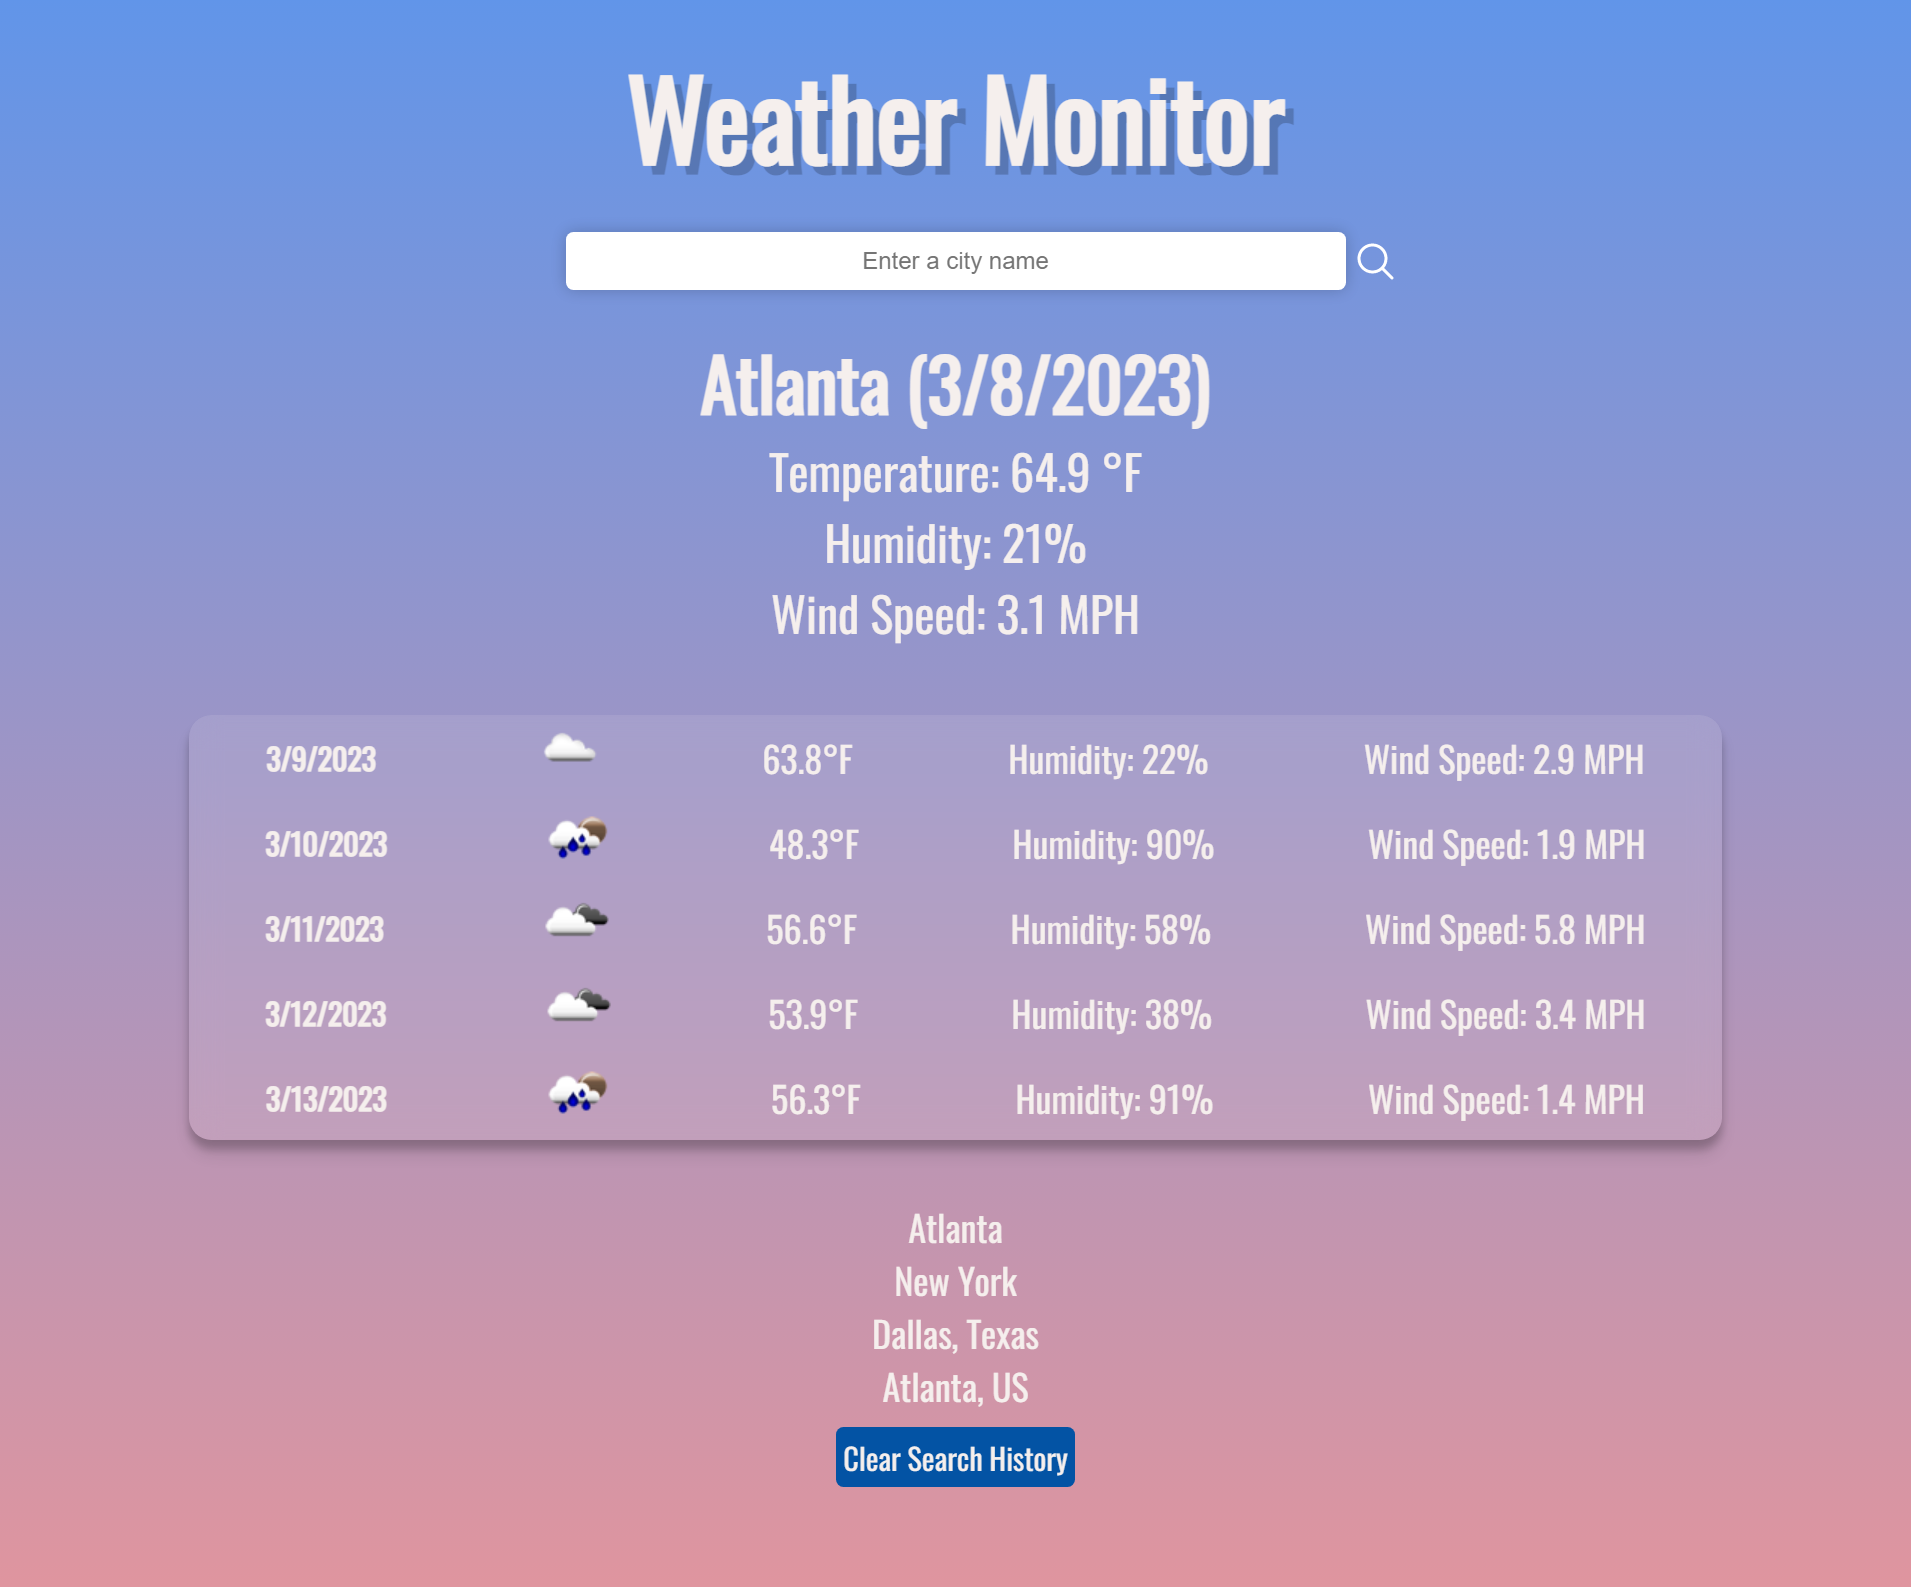 Weather Monitor
Enter a city name
Atlanta (3/8/2023)
Temperature: 64.9 °F
Humidity: 21%
Wind Speed: 3.1 MPH
3/9/2023 63.8°F Humidity: 22% Wind Speed: 2.9 MPH
3/10/2023 48.3°F Humidity: 90% Wind Speed: 1.9 MPH
3/11/2023 56.6°F Humidity: 58% Wind Speed: 5.8 MPH
3/12/2023 53.9°F Humidity: 38% Wind Speed: 3.4 MPH
3/13/2023 56.3°F Humidity: 91% Wind Speed: 1.4 MPH
Atlanta
New York
Dallas, Texas
Atlanta, US
Clear Search History